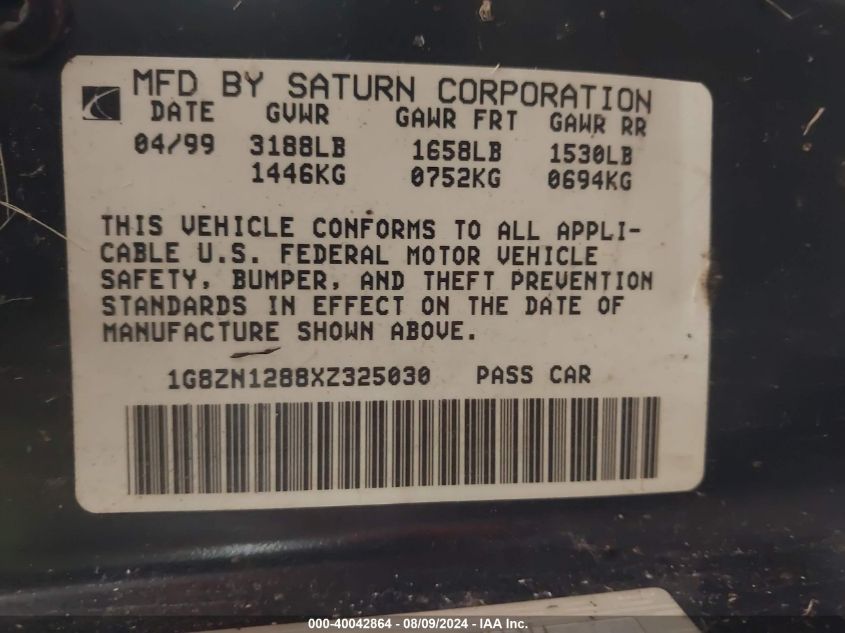 MFD BY SATURN CORPORATION
DATE GVWR GAWR FRT GAWR RR
04/99 3188LB 1658LB 1530LB
1446KG 0752KG 0694KG
THIS VEHICLE CONFORMS TO ALL APPLI-
CABLE U.S. FEDERAL MOTOR VEHICLE
SAFETY, BUMPER, AND THEFT PREVENTION
STANDARDS IN EFFECT ON THE DATE OF
MANUFACTURE SHOWN ABOVE.
1G8ZN1288XZ325030 PASS CAR
000-40042864 - 08/09/2024 - IAA Inc.